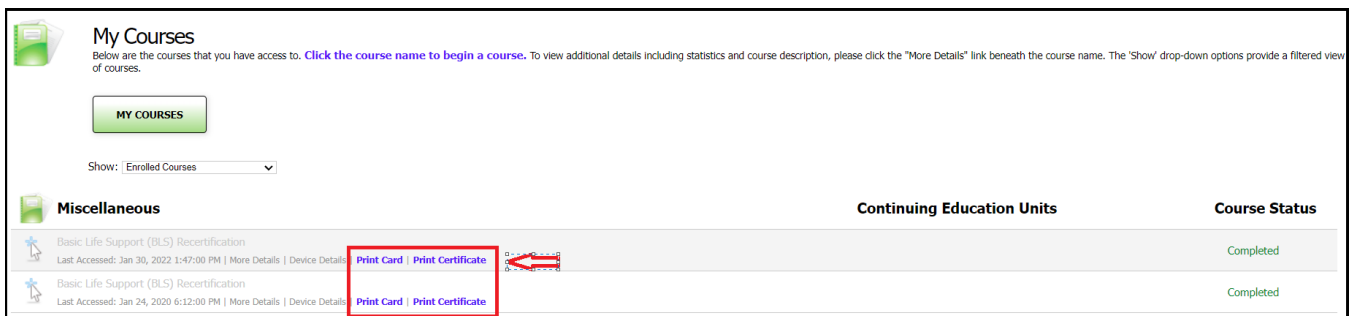 My Courses
Below are the courses that you have access to. Click the course name to begin a course. To view additional details including statistics and course description, please click the "More Details" link beneath the course name. The 'Show' drop-down options provide a filtered view
of courses.
MY COURSES
Show: Enrolled Courses
Miscellaneous Continuing Education Units Course Status
Basic Life Support (BLS) Recertification
Last Accessed: Jan 30, 2022 1:47:00 PM | More Details | Device Details | Print Card | Print Certificate
Completed
Basic Life Support (BLS) Recertification
Last Accessed: Jan 24, 2020 6:12:00 PM | More Details | Device Details | Print Card | Print Certificate
Completed